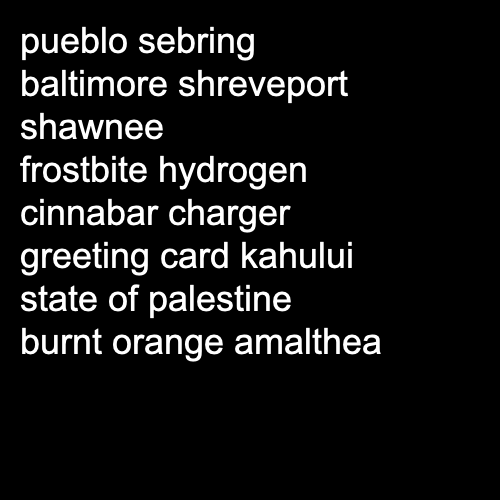 pueblo sebring
baltimore shreveport
shawnee
frostbite hydrogen
cinnabar charger
greeting card kahului
state of palestine
burnt orange amalthea